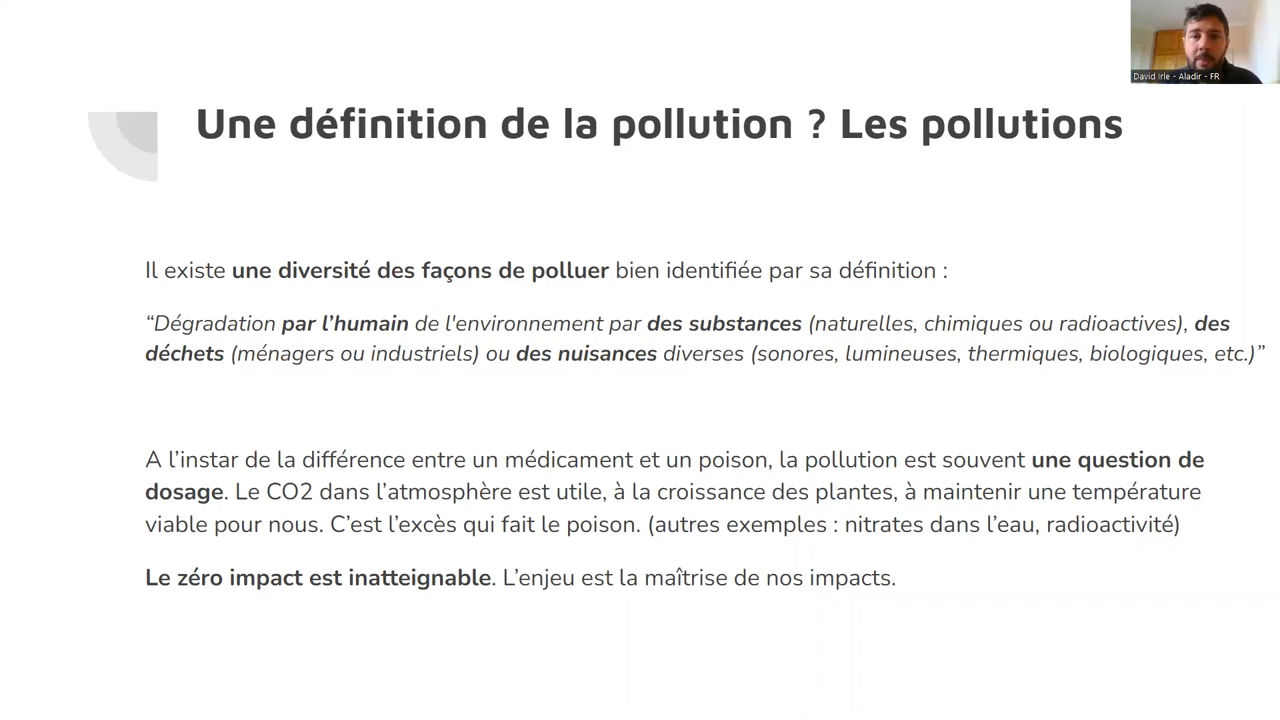 David Irle - Aladir - FR
Une définition de la pollution ? Les pollutions
Il existe une diversité des façons de polluer bien identifiée par sa définition :
“Dégradation par l’humain de l'environnement par des substances (naturelles, chimiques ou radioactives), des
déchets (ménagers ou industriels) ou des nuisances diverses (sonores, lumineuses, thermiques, biologiques, etc.)”
A l’instar de la différence entre un médicament et un poison, la pollution est souvent une question de
dosage. Le CO2 dans l’atmosphère est utile, à la croissance des plantes, à maintenir une température
viable pour nous. C’est l’excès qui fait le poison. (autres exemples : nitrates dans l’eau, radioactivité)
Le zéro impact est inatteignable. L’enjeu est la maîtrise de nos impacts.